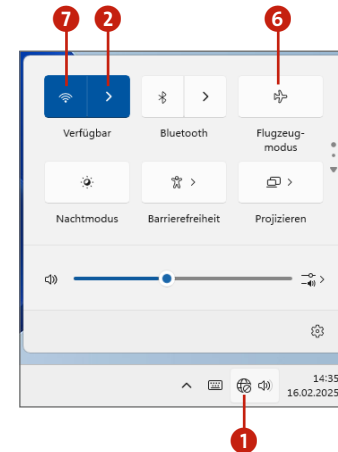 7 2 6
Verfügbar Bluetooth Flugzeug-
modus
Nachtmodus Barrierefreiheit Projizieren
14:35
16.02.2025
1